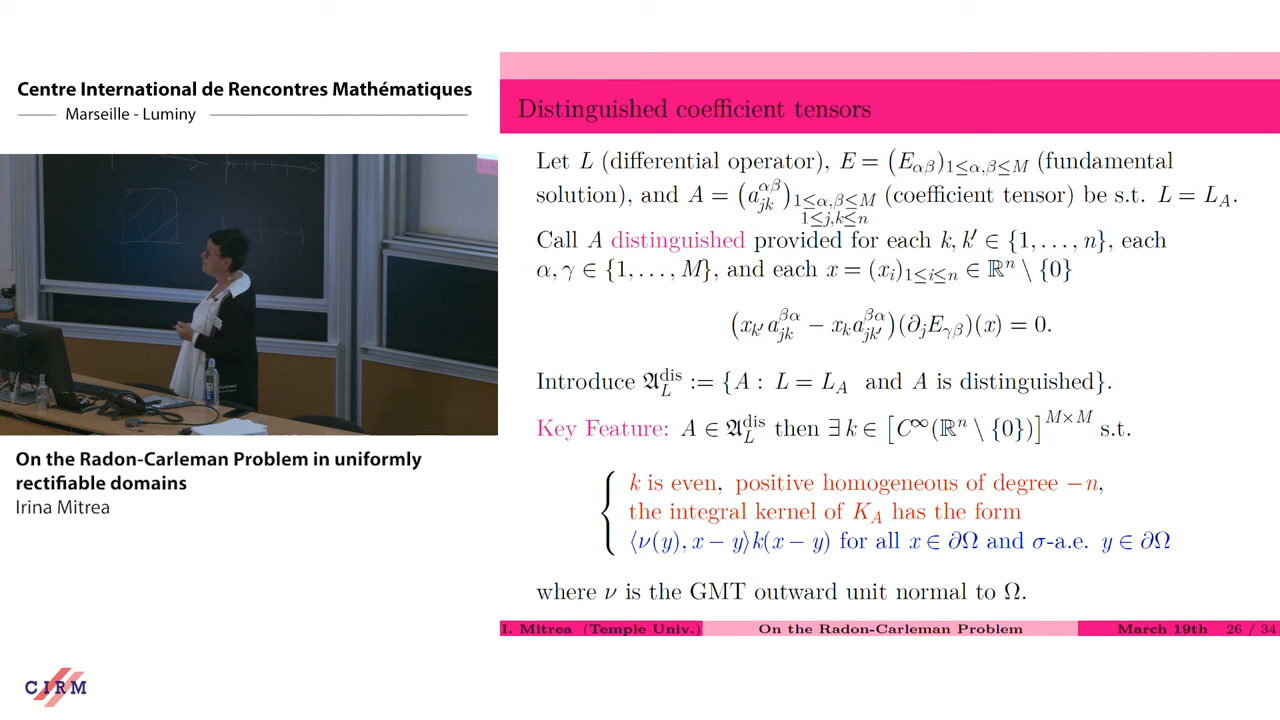 Centre International de Rencontres Mathématiques
Marseille - Luminy
On the Radon-Carleman Problem in uniformly
rectifiable domains
Irina Mitrea
CIRM
Distinguished coefficient tensors
Let L (differential operator), E = (E_{αβ})_{1≤α,β≤M} (fundamental
solution), and A = (a_{jk}^{αβ})_{1≤α,β≤M, 1≤j,k≤n} (coefficient tensor) be s.t. L = L_A.
Call A distinguished provided for each k, k′ ∈ {1, . . . , n}, each
α, γ ∈ {1, . . . , M}, and each x = (x_i)_{1≤i≤n} ∈ ℝ^n \ {0}
(x_{k′} a_{jk}^{βα} − x_k a_{jk′}^{βα})(∂_j E_{γβ})(x) = 0.
Introduce 𝔄_L^{dis} := {A : L = L_A and A is distinguished}.
Key Feature: A ∈ 𝔄_L^{dis} then ∃ k ∈ [C^∞(ℝ^n \ {0})]^{M×M} s.t.
k is even, positive homogeneous of degree −n,
the integral kernel of K_A has the form
⟨ν(y), x − y⟩k(x − y) for all x ∈ ∂Ω and σ-a.e. y ∈ ∂Ω
where ν is the GMT outward unit normal to Ω.
I. Mitrea (Temple Univ.) On the Radon-Carleman Problem March 19th 26 / 34